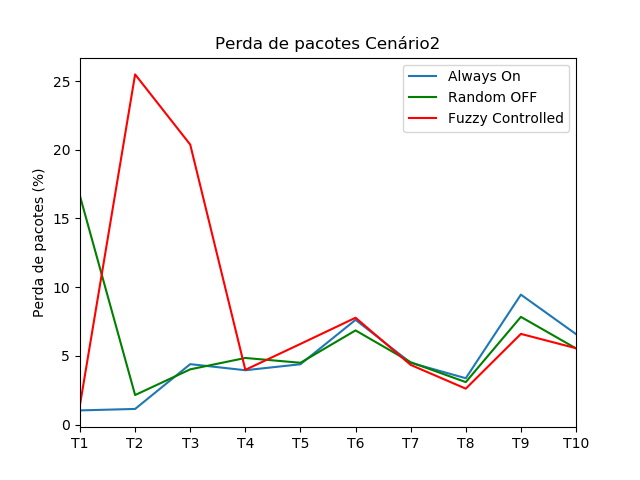 Perda de pacotes Cenário2
Always On
Random OFF
Fuzzy Controlled
Perda de pacotes (%)
25
20
15
10
5
0
T1 T2 T3 T4 T5 T6 T7 T8 T9 T10